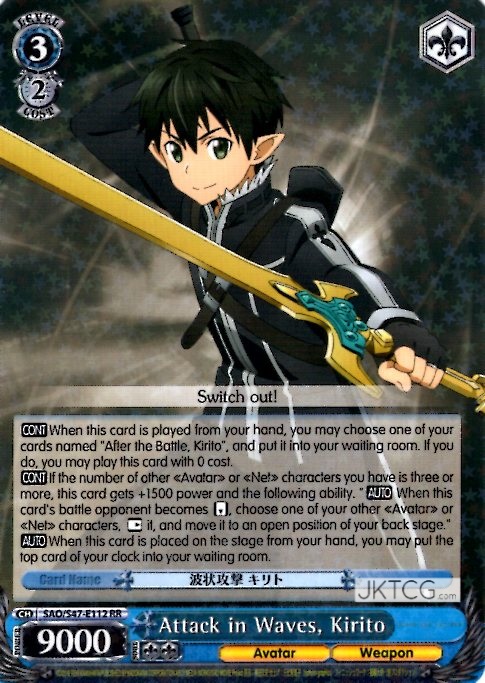 LEVEL
3
2
COST
Switch out!
CONT When this card is played from your hand, you may choose one of your
cards named "After the Battle, Kirito", and put it into your waiting room. If you
do, you may play this card with 0 cost.
CONT If the number of other «Avatar» or «Net» characters you have is three or
more, this card gets +1500 power and the following ability. " AUTO When this
card's battle opponent becomes , choose one of your other «Avatar» or
«Net» characters, it, and move it to an open position of your back stage."
AUTO When this card is placed on the stage from your hand, you may put the
top card of your clock into your waiting room.
Card Name 波状攻撃 キリト
JKTCG.com
CH SAO/S47-E112 RR
POWER 9000 Attack in Waves, Kirito
Avatar Weapon